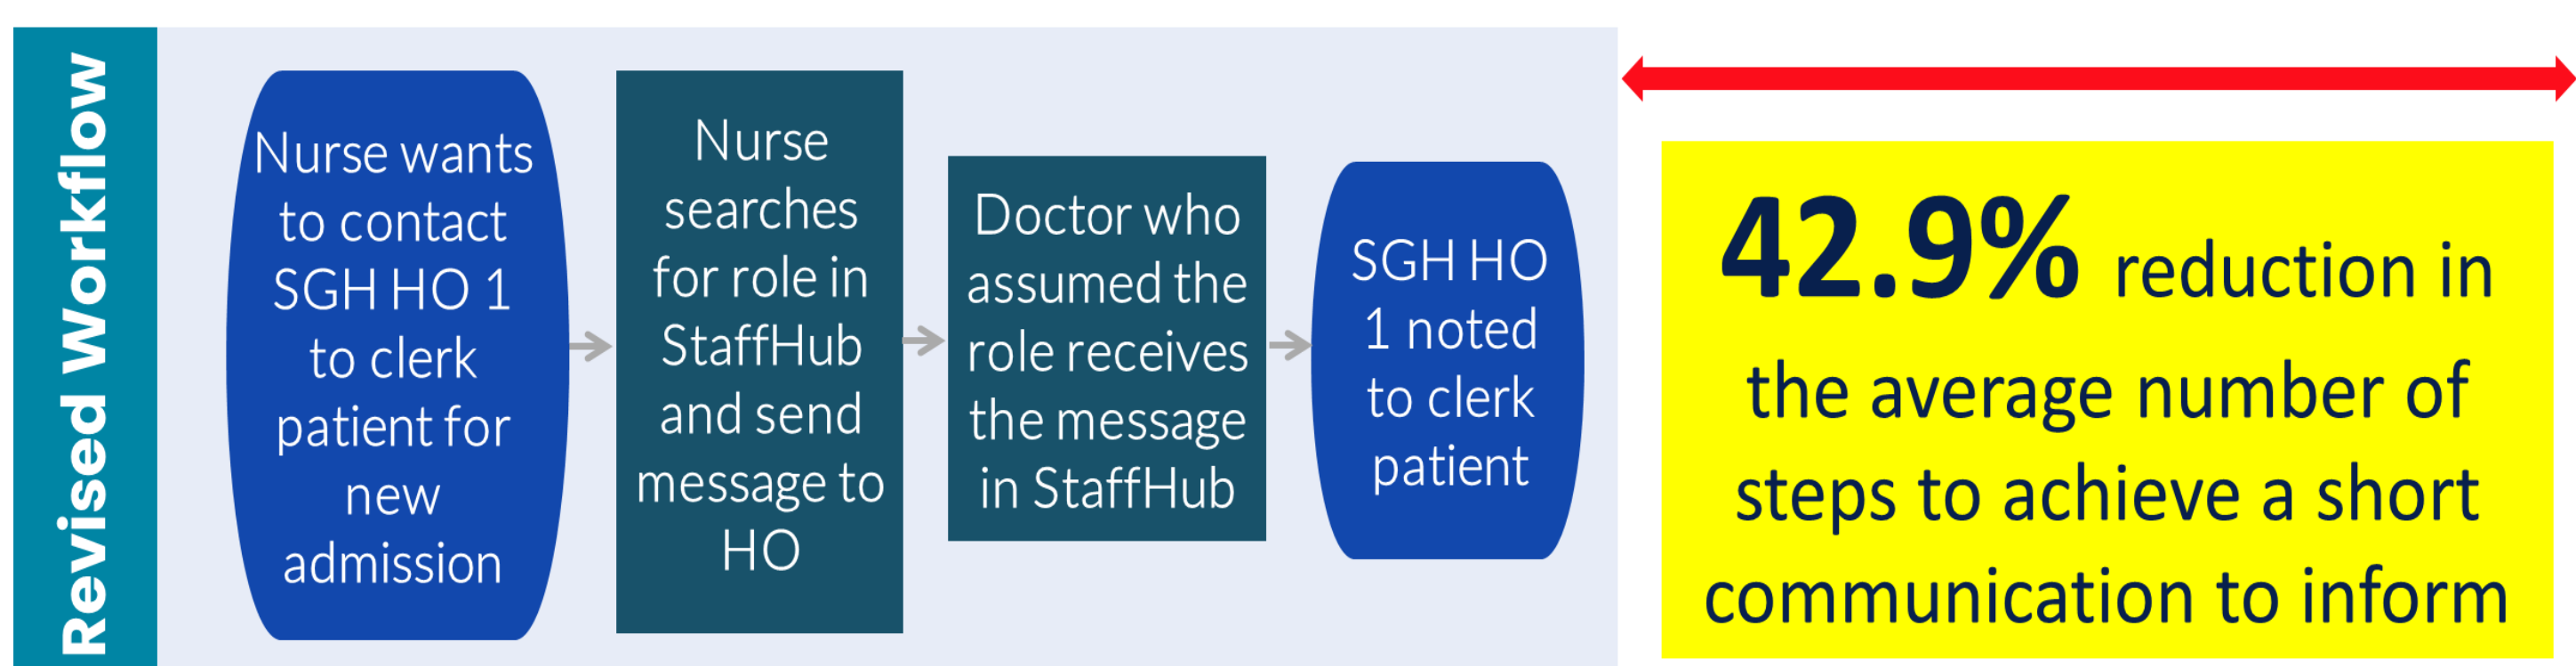 Revised Workflow
Nurse wants
to contact
SGH HO 1
to clerk
patient for
new
admission
Nurse
searches
for role in
StaffHub
and send
message to
HO
Doctor who
assumed the
role receives
the message
in StaffHub
SGH HO
1 noted
to clerk
patient
42.9% reduction in
the average number of
steps to achieve a short
communication to inform